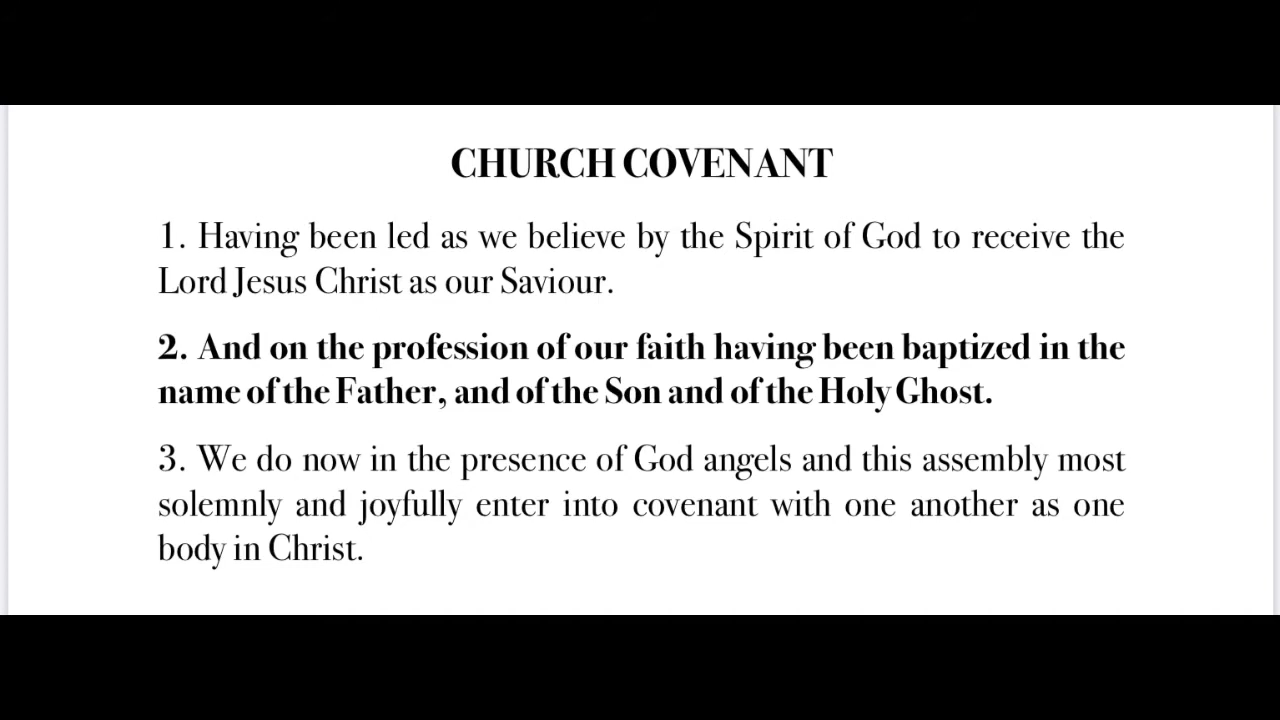 CHURCH COVENANT
1. Having been led as we believe by the Spirit of God to receive the
Lord Jesus Christ as our Saviour.
2. And on the profession of our faith having been baptized in the
name of the Father, and of the Son and of the Holy Ghost.
3. We do now in the presence of God angels and this assembly most
solemnly and joyfully enter into covenant with one another as one
body in Christ.